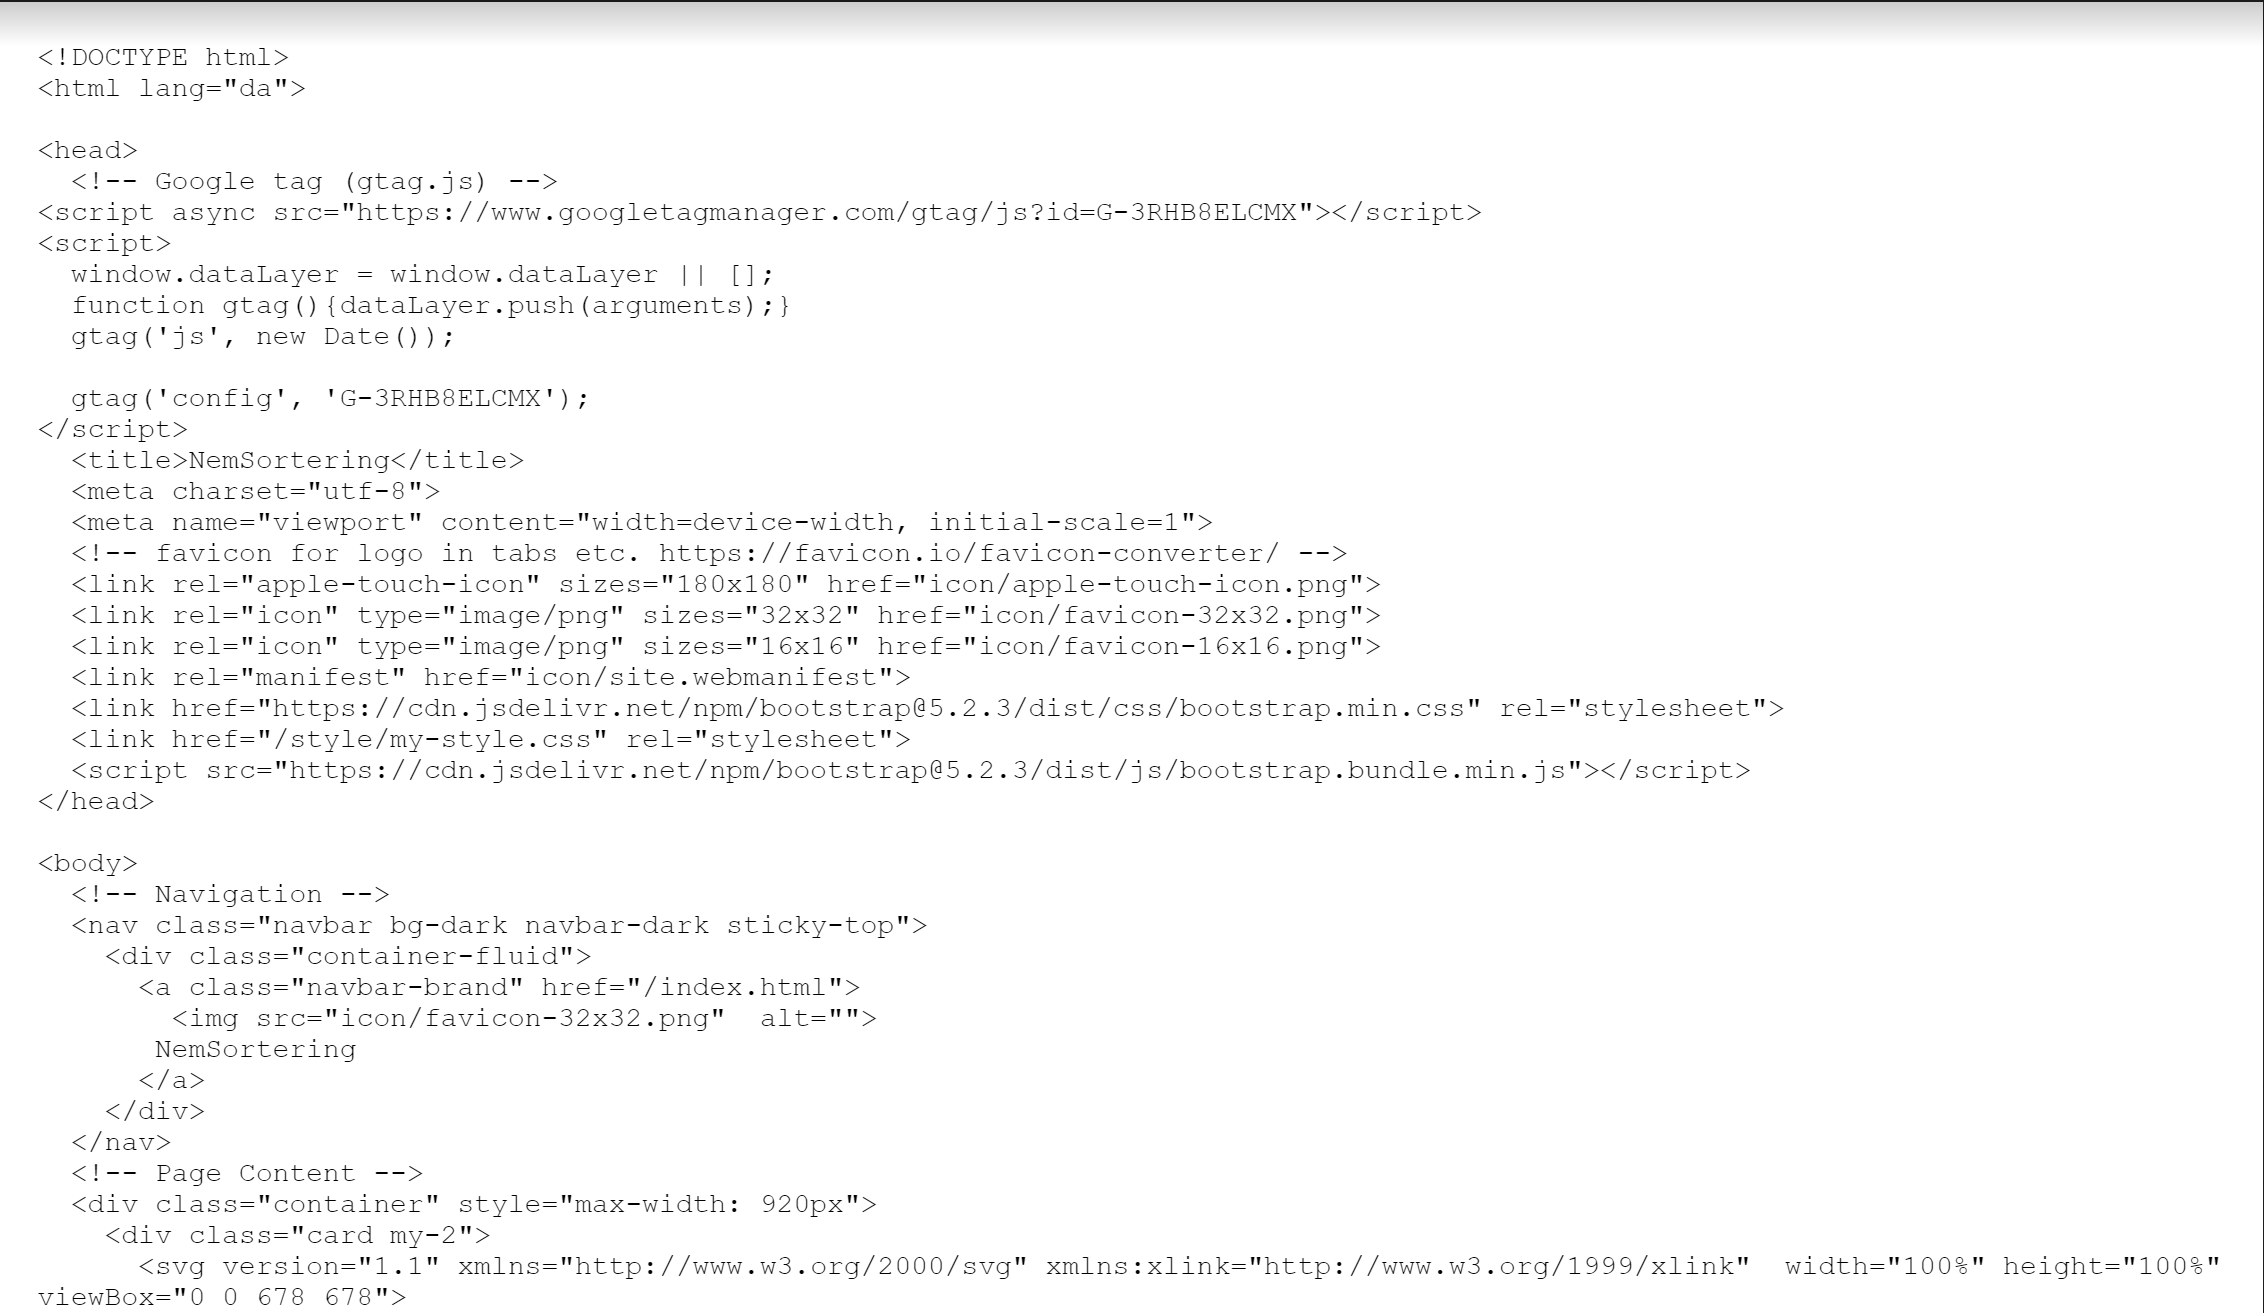 <!DOCTYPE html>
<html lang="da">

<head>
  <!-- Google tag (gtag.js) -->
<script async src="https://www.googletagmanager.com/gtag/js?id=G-3RHB8ELCMX"></script>
<script>
  window.dataLayer = window.dataLayer || [];
  function gtag(){dataLayer.push(arguments);}
  gtag('js', new Date());

  gtag('config', 'G-3RHB8ELCMX');
</script>
  <title>NemSortering</title>
  <meta charset="utf-8">
  <meta name="viewport" content="width=device-width, initial-scale=1">
  <!-- favicon for logo in tabs etc. https://favicon.io/favicon-converter/ -->
  <link rel="apple-touch-icon" sizes="180x180" href="icon/apple-touch-icon.png">
  <link rel="icon" type="image/png" sizes="32x32" href="icon/favicon-32x32.png">
  <link rel="icon" type="image/png" sizes="16x16" href="icon/favicon-16x16.png">
  <link rel="manifest" href="icon/site.webmanifest">
  <link href="https://cdn.jsdelivr.net/npm/bootstrap@5.2.3/dist/css/bootstrap.min.css" rel="stylesheet">
  <link href="/style/my-style.css" rel="stylesheet">
  <script src="https://cdn.jsdelivr.net/npm/bootstrap@5.2.3/dist/js/bootstrap.bundle.min.js"></script>
</head>

<body>
  <!-- Navigation -->
  <nav class="navbar bg-dark navbar-dark sticky-top">
    <div class="container-fluid">
      <a class="navbar-brand" href="/index.html">
        <img src="icon/favicon-32x32.png"  alt="">
       NemSortering
      </a>
    </div>
  </nav>
  <!-- Page Content -->
  <div class="container" style="max-width: 920px">
    <div class="card my-2">
      <svg version="1.1" xmlns="http://www.w3.org/2000/svg" xmlns:xlink="http://www.w3.org/1999/xlink"  width="100%" height="100%"
viewBox="0 0 678 678">